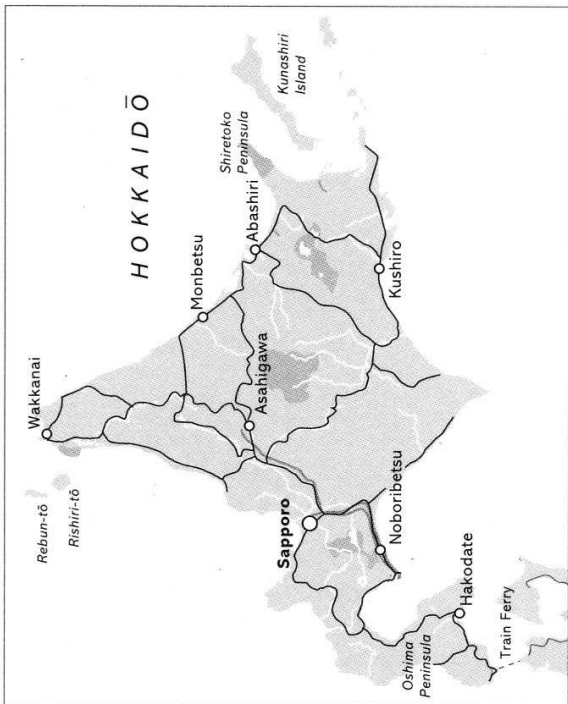 HOKKAIDŌ
Kunashiri
Island
Shiretoko
Peninsula
Abashiri
Monbetsu
Kushiro
Wakkanai
Asahigawa
Rebun-tō
Rishiri-tō
Sapporo
Noboribetsu
Hakodate
Oshima
Peninsula
Train Ferry